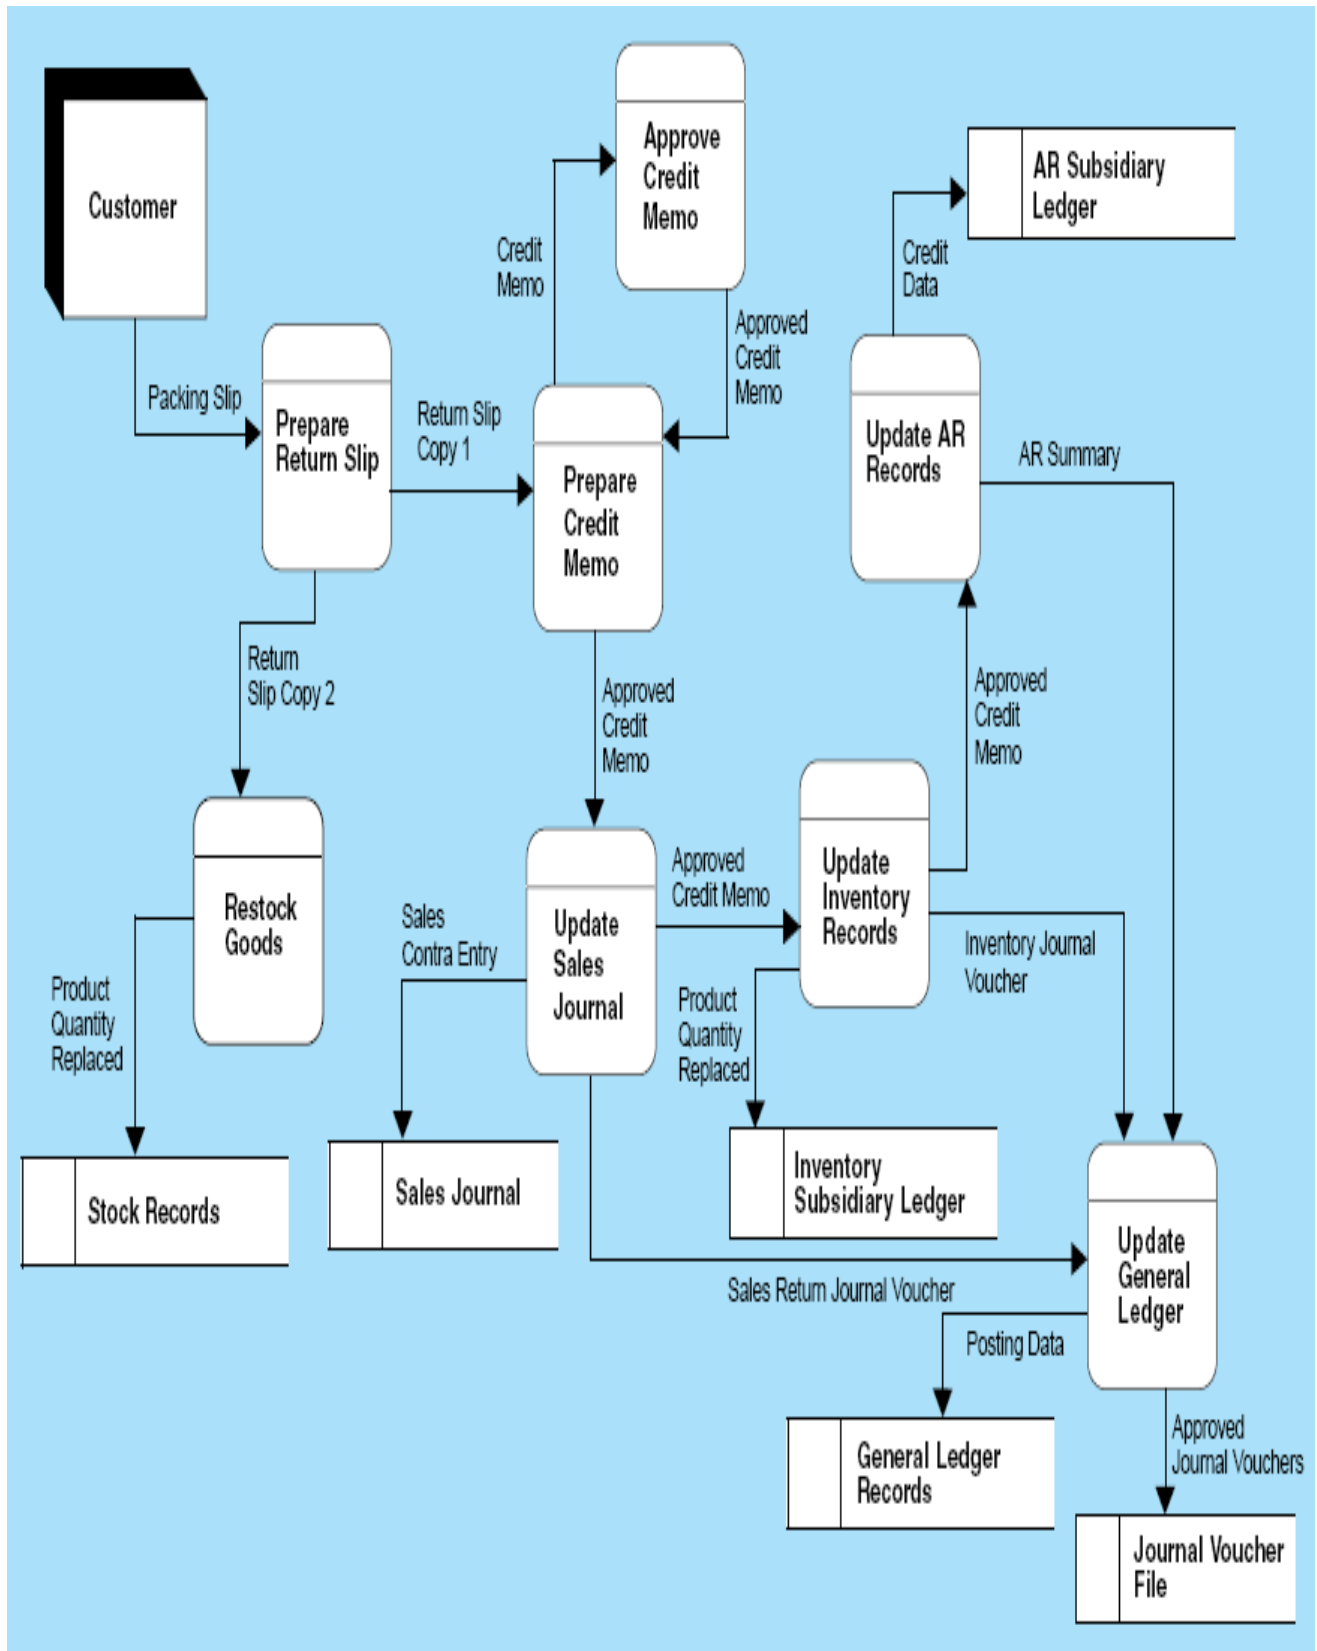 Customer
Packing Slip
Prepare
Return Slip
Return Slip
Copy 1
Credit
Memo
Approve
Credit
Memo
Approved
Credit
Memo
Prepare
Credit
Memo
AR Subsidiary
Ledger
Credit
Data
Update AR
Records
AR Summary
Return
Slip Copy 2
Approved
Credit
Memo
Approved
Credit
Memo
Restock
Goods
Product
Quantity
Replaced
Stock Records
Sales
Contra Entry
Update
Sales
Journal
Approved
Credit Memo
Update
Inventory
Records
Inventory Journal
Voucher
Product
Quantity
Replaced
Sales Journal
Inventory
Subsidiary Ledger
Sales Return Journal Voucher
Update
General
Ledger
Posting Data
General Ledger
Records
Approved
Journal Vouchers
Journal Voucher
File